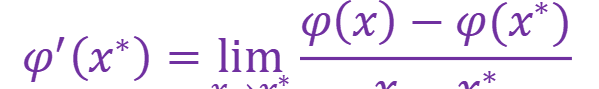 φ′(x*) = lim x→x* φ(x) − φ(x*) / x − x*